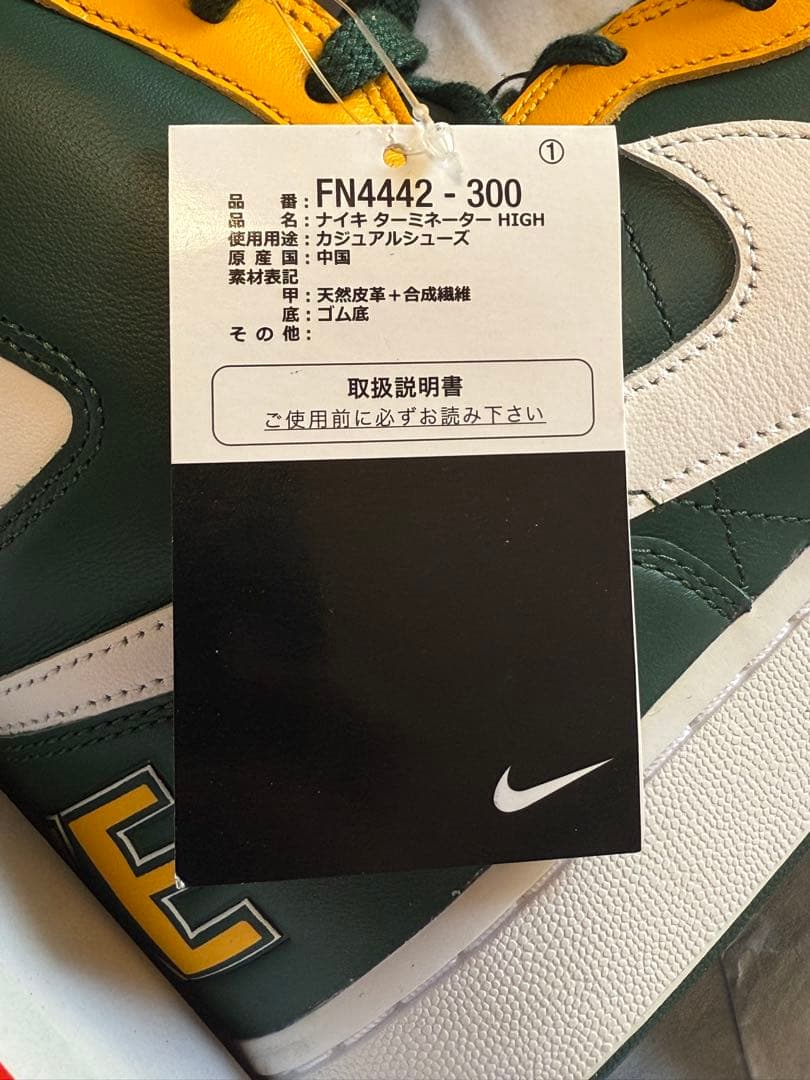 ①
品 番：FN4442 - 300
品 名：ナイキ ターミネーター HIGH
使用用途：カジュアルシューズ
原 産 国：中国
素材表記
甲：天然皮革＋合成繊維
底：ゴム底
そ の 他：
取扱説明書
ご使用前に必ずお読み下さい
E